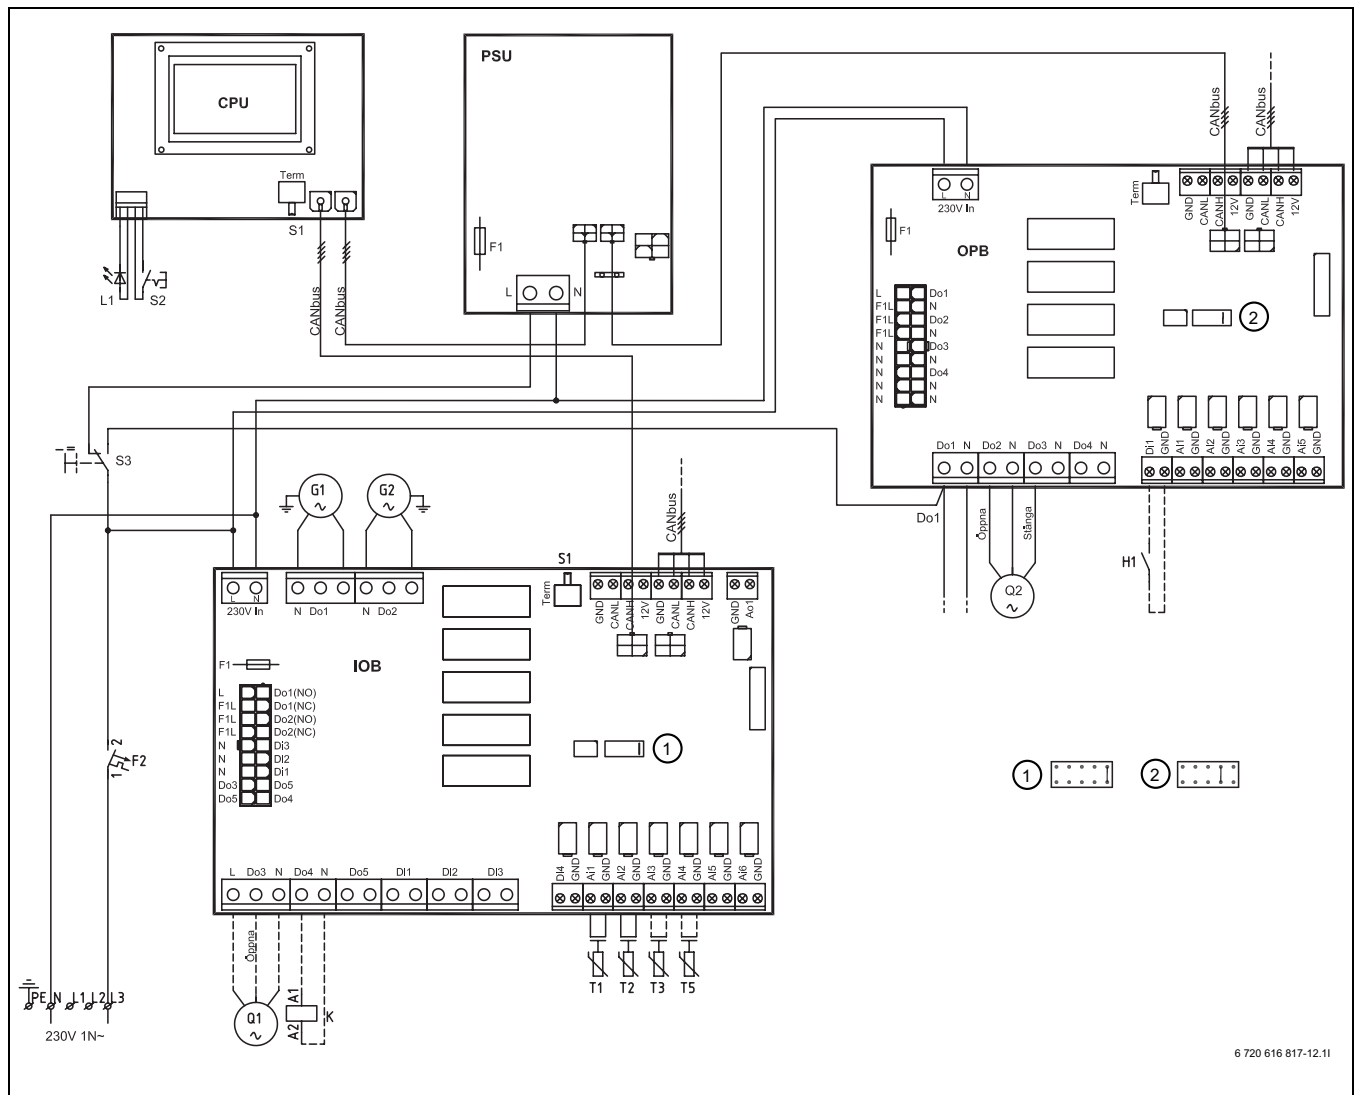 CPU
Term
S1
L1
S2
CANbus
CANbus
PSU
F1
L
N
CANbus
CANbus
Term
L
N
230V In
GND
CANL
CANH
12V
GND
CANL
CANH
12V
F1
OPB
L
Do1
F1L
N
F1L
Do2
F1L
N
N
Do3
N
N
N
Do4
N
N
N
N
2
Di1
GND
AI1
GND
AI2
GND
Ai3
GND
AI4
GND
Ai5
GND
Do1
N
Do2
N
Do3
N
Do4
N
Do1
Öppna
Stänga
Q2
H1
S3
G1
G2
CANbus
S1
Term
L
N
230V In
N
Do1
N
Do2
GND
CANL
CANH
12V
GND
CANL
CANH
12V
GND
Ao1
F1
IOB
L
Do1(NO)
F1L
Do1(NC)
F1L
Do2(NO)
F1L
Do2(NC)
N
Di3
N
DI2
N
Di1
Do3
Do5
Do5
Do4
1
1
2
2
F2
1
DI4
GND
Ai1
GND
AI2
GND
AI3
GND
AI4
GND
AI5
GND
Ai6
GND
L
Do3
N
Do4
N
Do5
DI1
DI2
DI3
Öppna
Q1
A1
A2
K
T1
T2
T3
T5
PE
N
L1
L2
L3
230V 1N~
6 720 616 817-12.1I